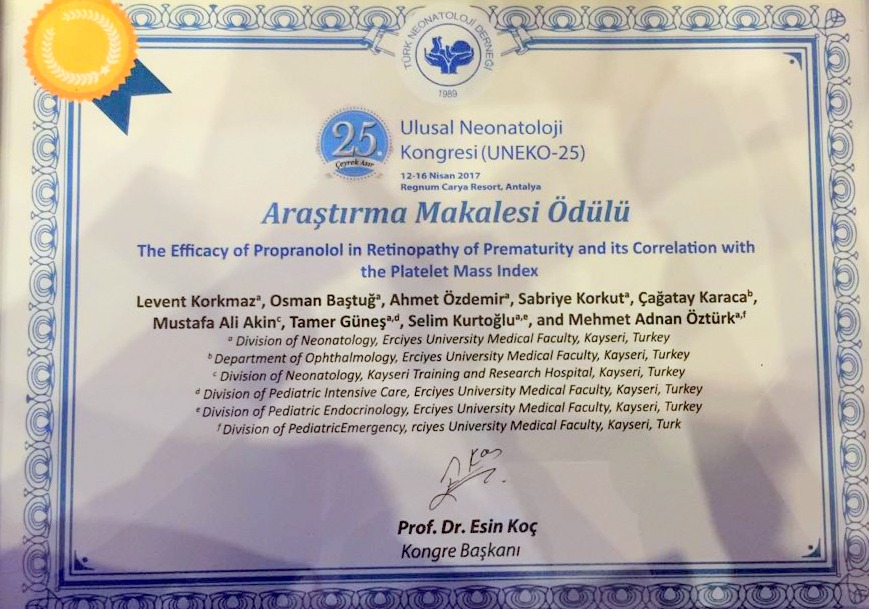 TÜRK NEONATOLOJİ DERNEĞİ
1989
25.
Çeyrek Asır
Ulusal Neonatoloji
Kongresi (UNEKO-25)
12-16 Nisan 2017
Regnum Carya Resort, Antalya
Araştırma Makalesi Ödülü
The Efficacy of Propranolol in Retinopathy of Prematurity and its Correlation with
the Platelet Mass Index
Levent Korkmazᵃ, Osman Baştuğᵃ, Ahmet Özdemirᵃ, Sabriye Korkutᵃ, Çağatay Karacaᵇ,
Mustafa Ali Akinᶜ, Tamer Güneşᵃ,ᵈ, Selim Kurtoğluᵃ,ᵉ, and Mehmet Adnan Öztürkᵃ,ᶠ
ᵃ Division of Neonatology, Erciyes University Medical Faculty, Kayseri, Turkey
ᵇ Department of Ophthalmology, Erciyes University Medical Faculty, Kayseri, Turkey
ᶜ Division of Neonatology, Kayseri Training and Research Hospital, Kayseri, Turkey
ᵈ Division of Pediatric Intensive Care, Erciyes University Medical Faculty, Kayseri, Turkey
ᵉ Division of Pediatric Endocrinology, Erciyes University Medical Faculty, Kayseri, Turkey
ᶠ Division of PediatricEmergency, rciyes University Medical Faculty, Kayseri, Turk
Prof. Dr. Esin Koç
Kongre Başkanı